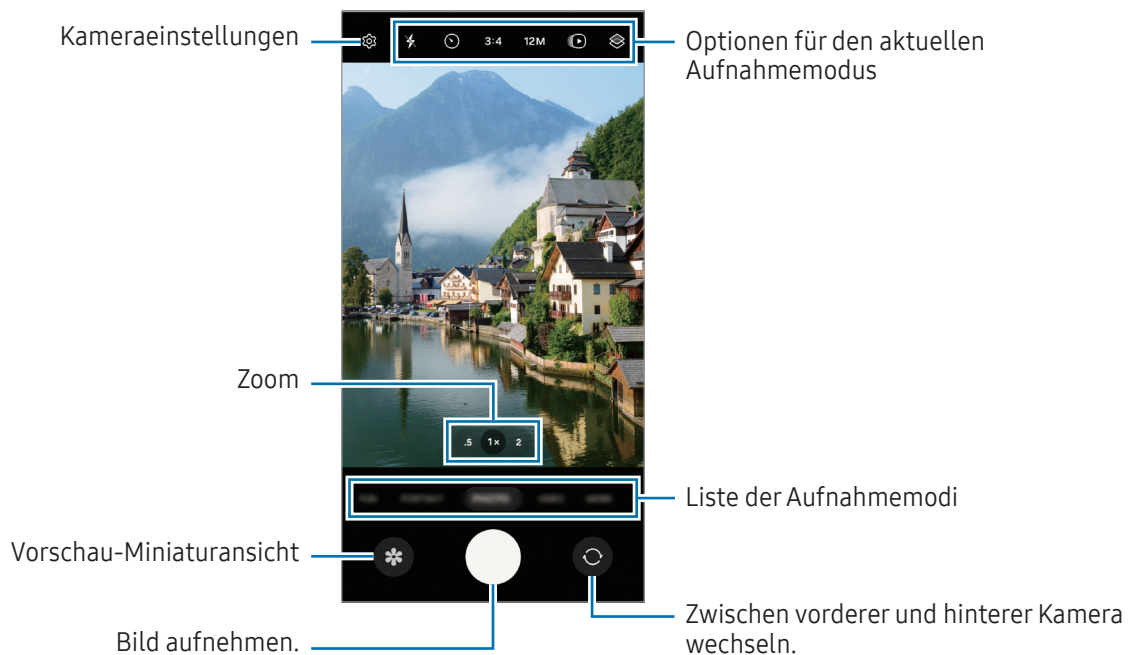 Kameraeinstellungen
3:4 12M
Optionen für den aktuellen
Aufnahmemodus
Zoom
.5 1x 2
Liste der Aufnahmemodi
Vorschau-Miniaturansicht
Bild aufnehmen.
Zwischen vorderer und hinterer Kamera
wechseln.